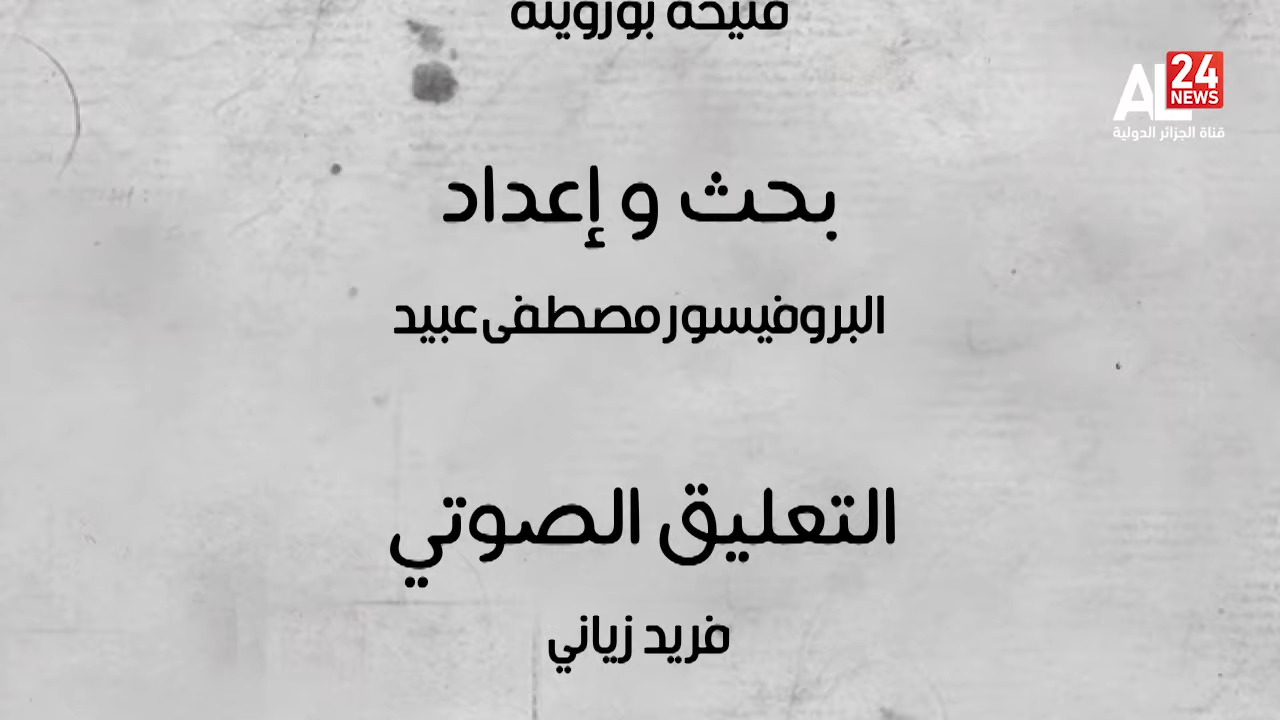 AL
24
NEWS
قناة الجزائر الدولية
بحث و إعداد
البروفيسور مصطفى عبيد
التعليق الصوتي
فريد زياني